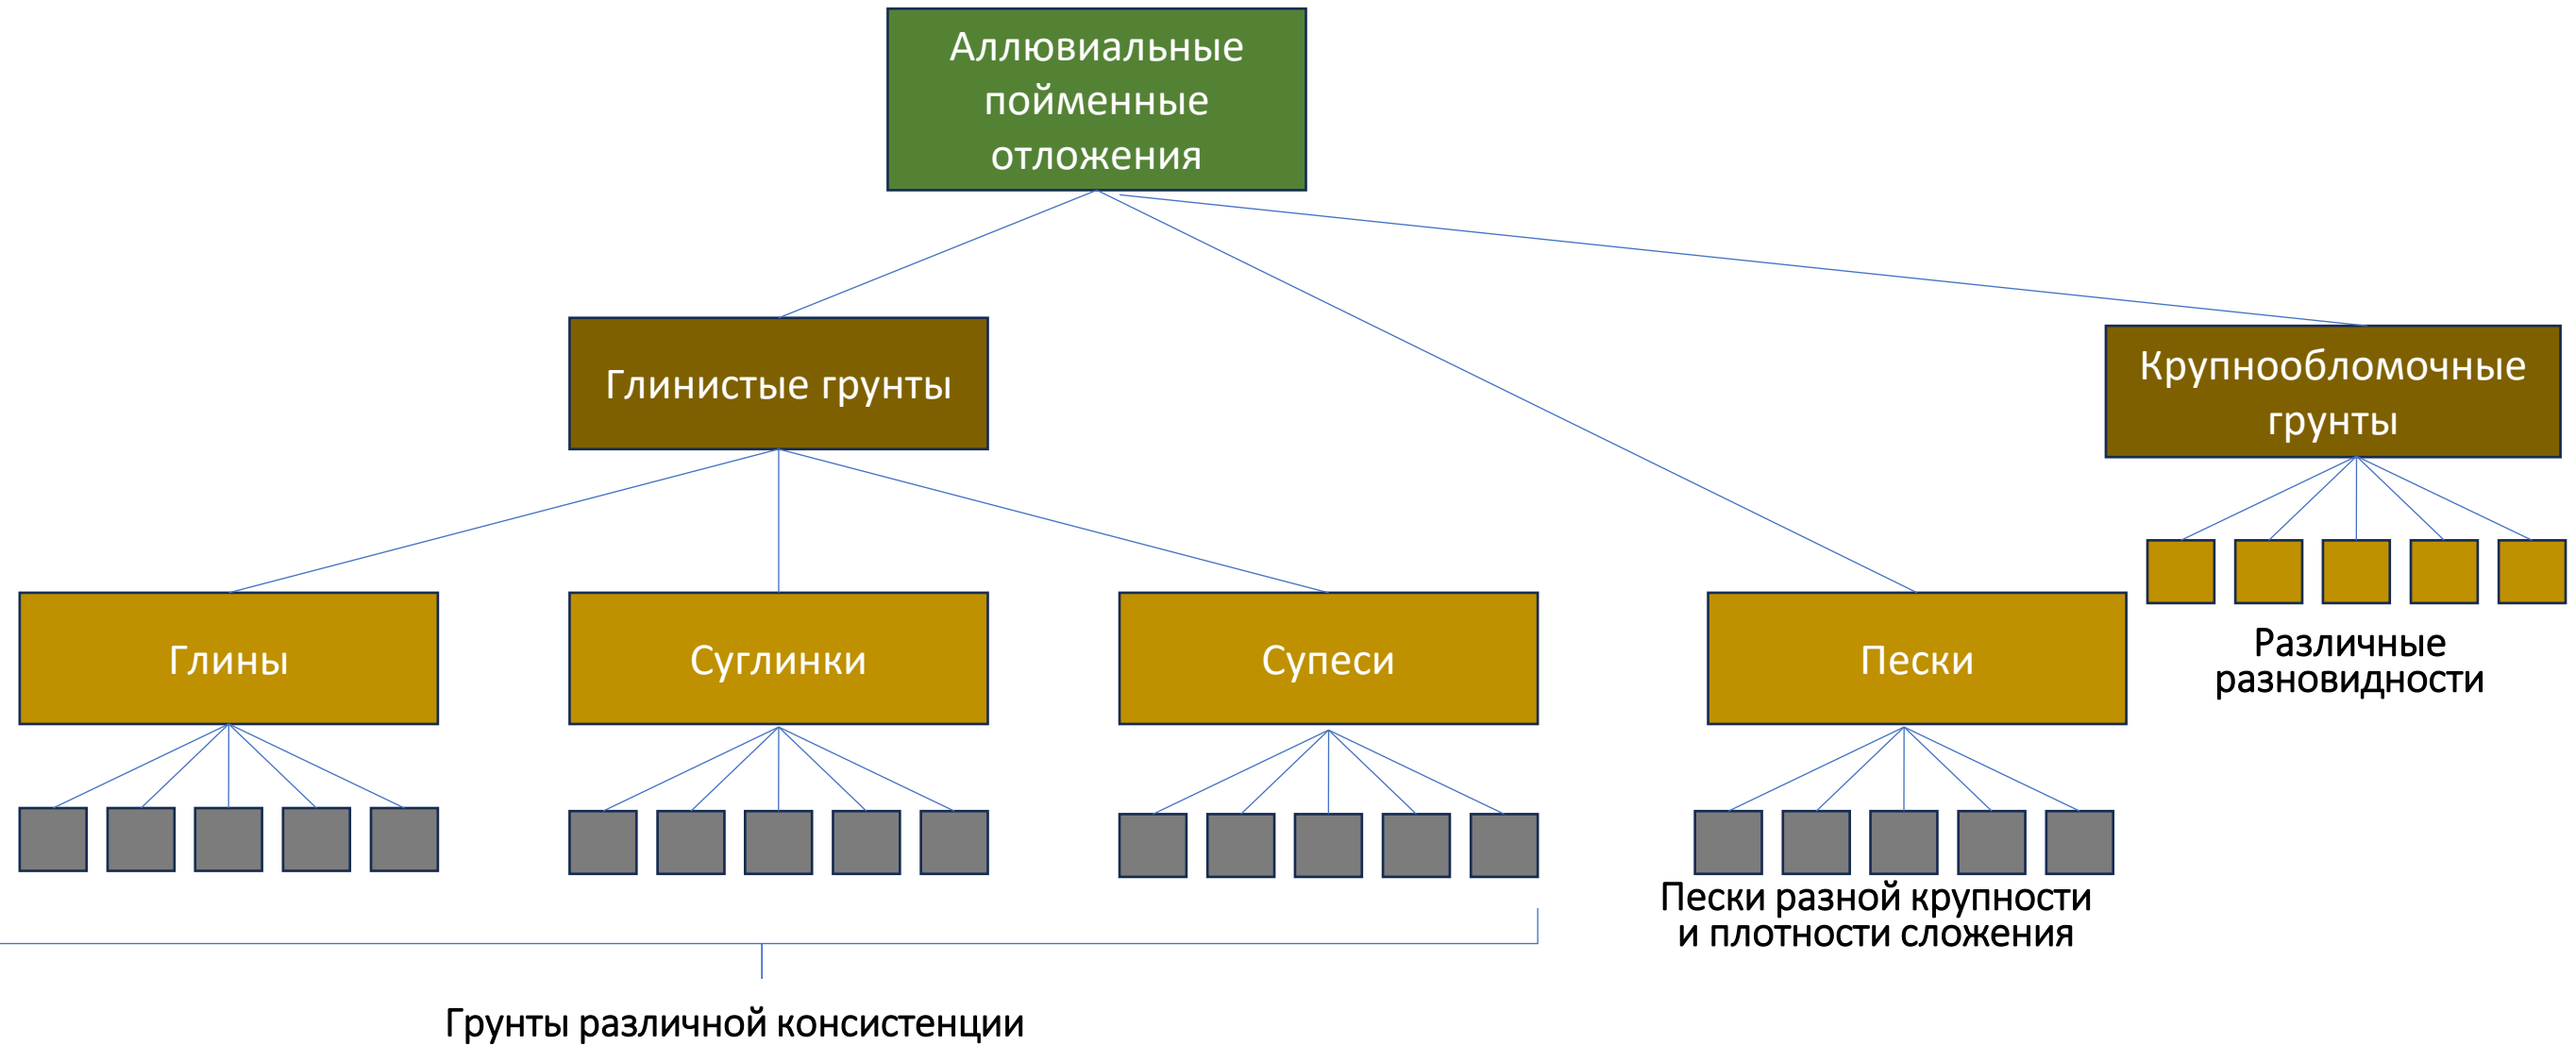 Аллювиальные
пойменные
отложения
Глинистые грунты
Крупнообломочные
грунты
Глины
Суглинки
Супеси
Пески
Различные
разновидности
Пески разной крупности
и плотности сложения
Грунты различной консистенции